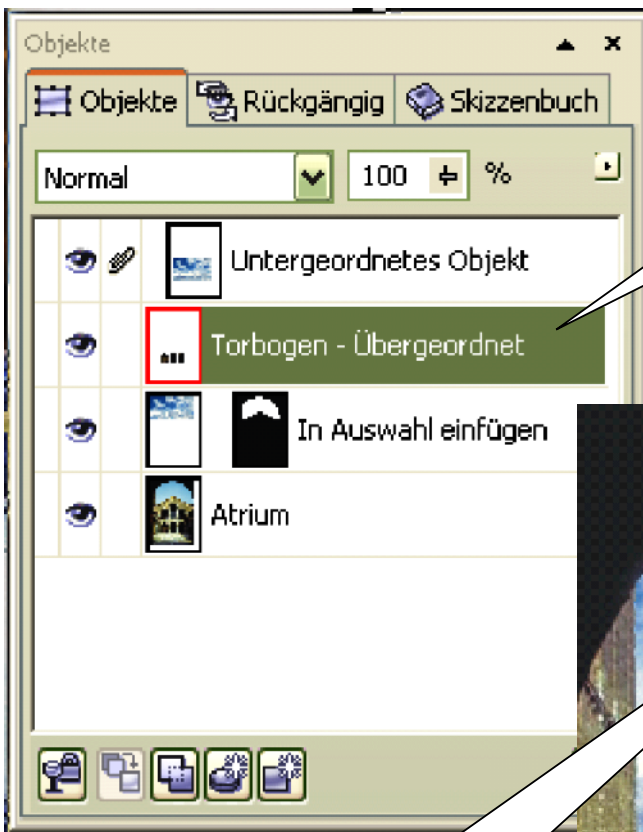 Objekte
Objekte Rückgängig Skizzenbuch
Normal 100 %
Untergeordnetes Objekt
Torbogen - Übergeordnet
In Auswahl einfügen
Atrium